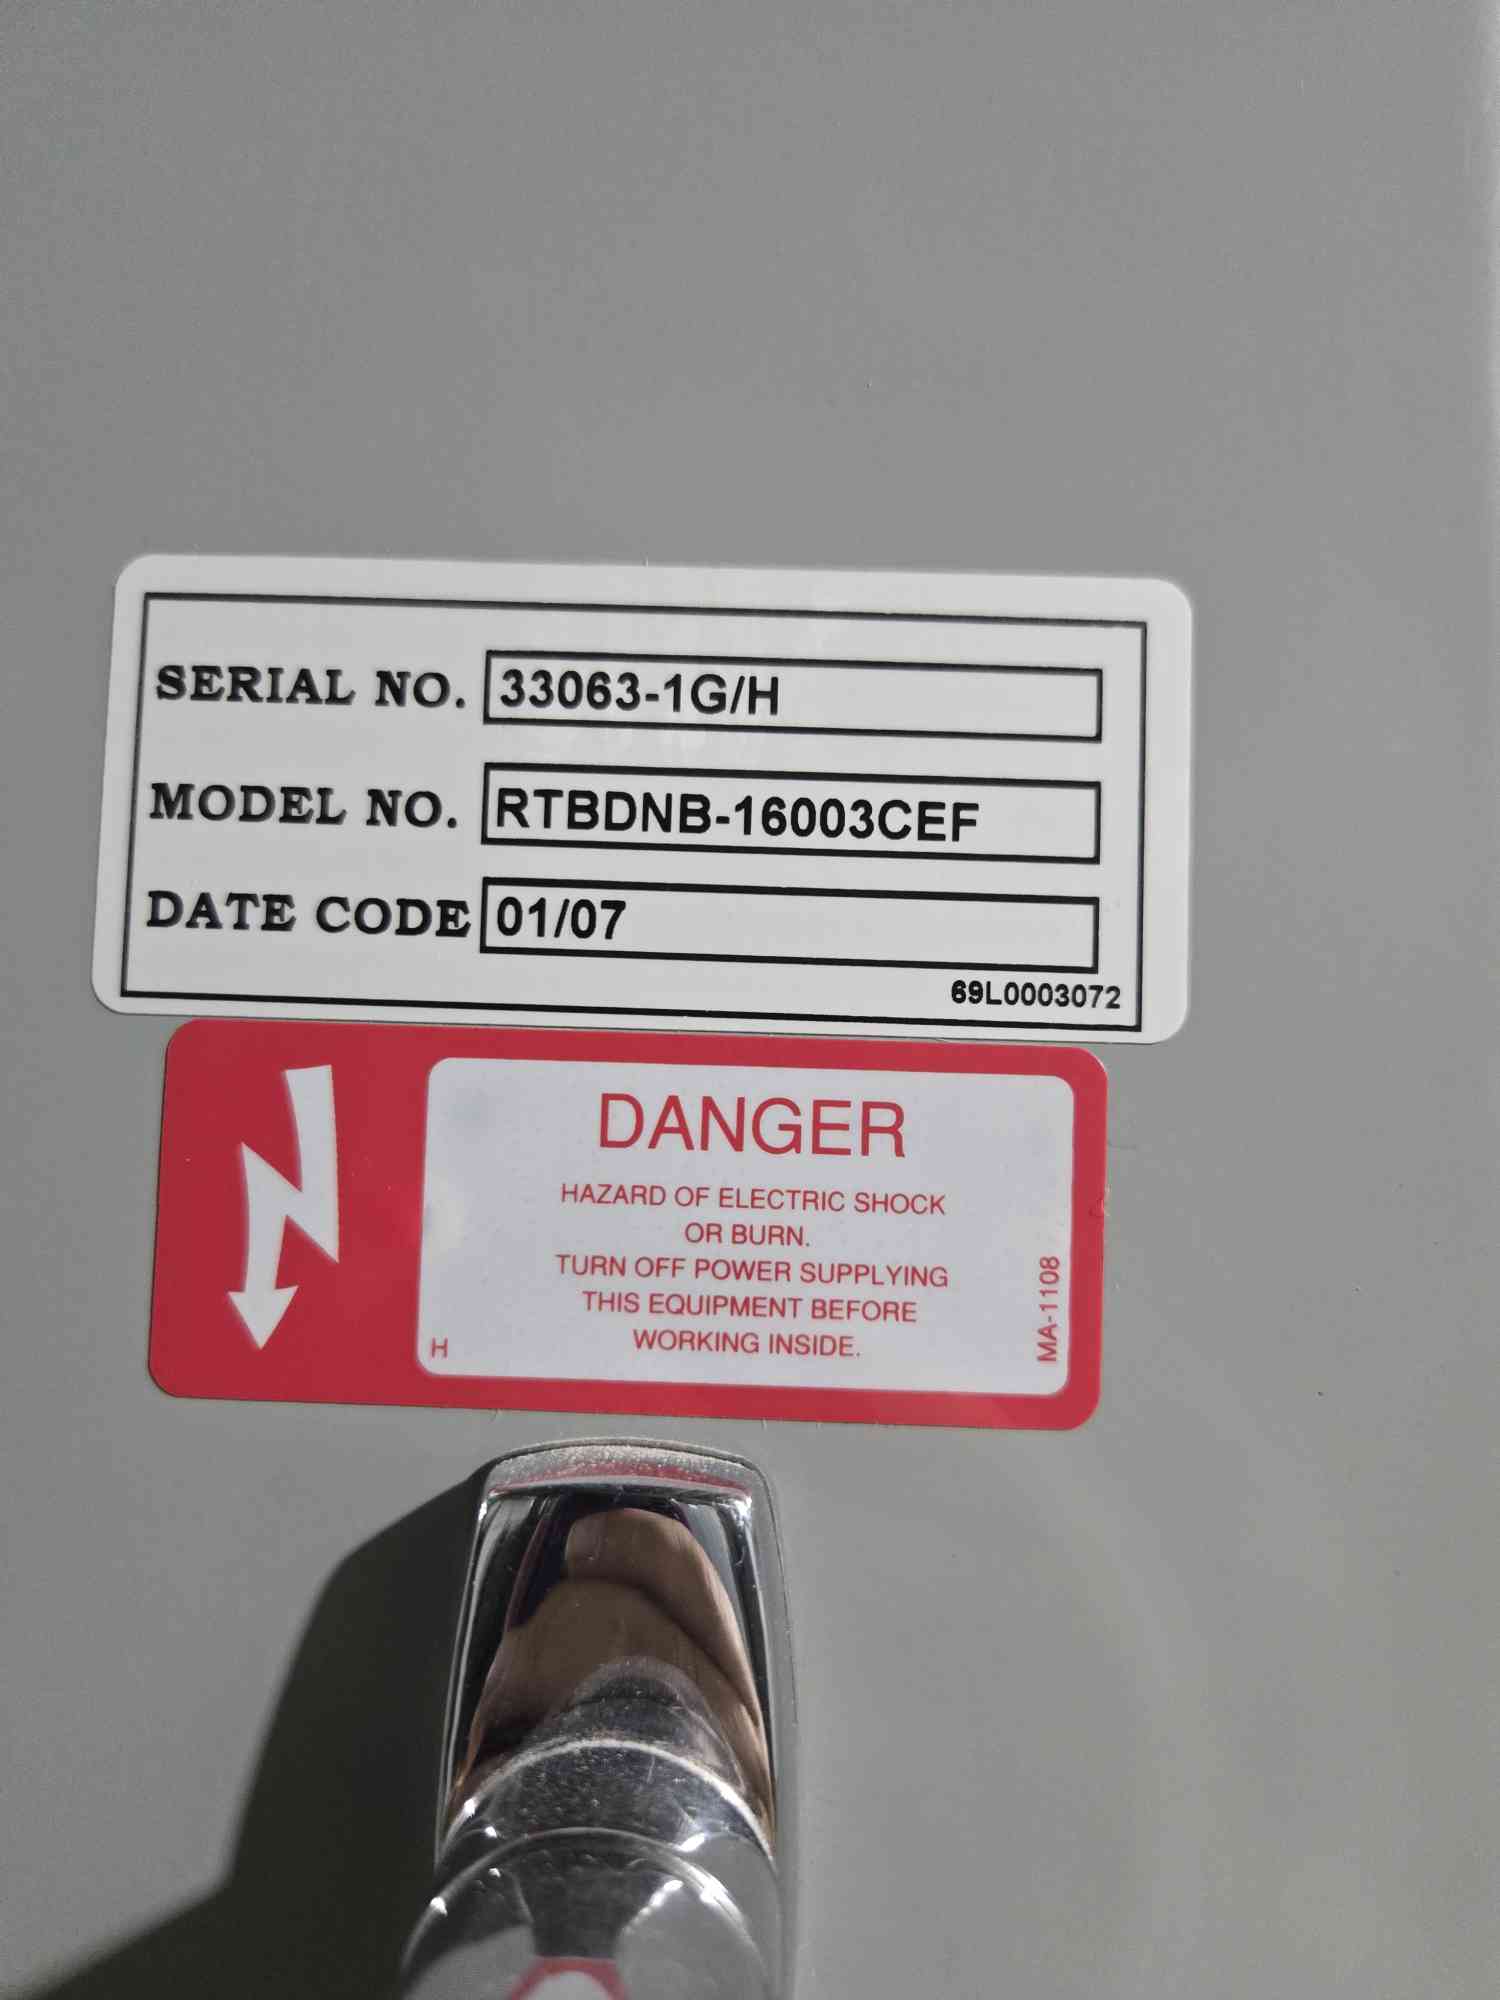 SERIAL NO. 33063-1G/H
MODEL NO. RTBDNB-16003CEF
DATE CODE 01/07
69L0003072
DANGER
HAZARD OF ELECTRIC SHOCK
OR BURN.
TURN OFF POWER SUPPLYING
THIS EQUIPMENT BEFORE
WORKING INSIDE.
H
MA-1108